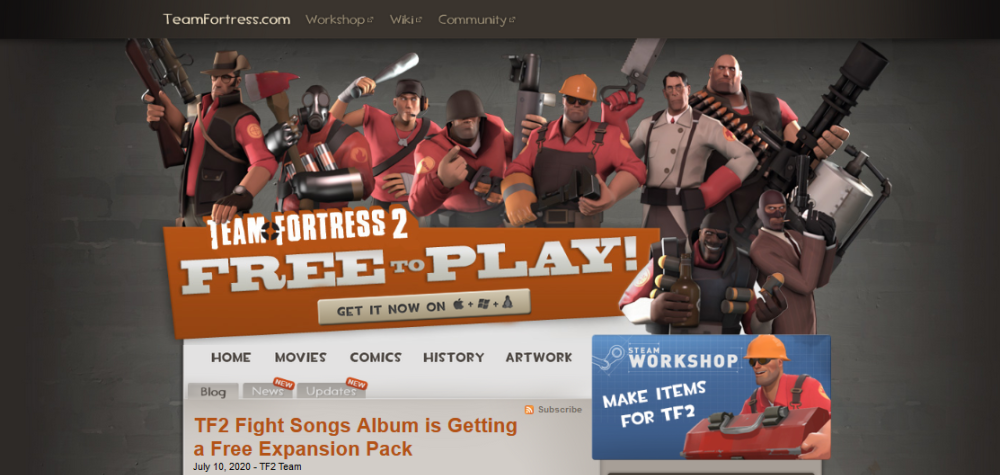 TeamFortress.com Workshop Wiki Community
TEAM FORTRESS 2
FREE TO PLAY!
GET IT NOW ON + +
HOME MOVIES COMICS HISTORY ARTWORK
STEAM
WORKSHOP
MAKE ITEMS
FOR TF2
Blog News NEW Updates NEW
Subscribe
TF2 Fight Songs Album is Getting
a Free Expansion Pack
July 10, 2020 - TF2 Team